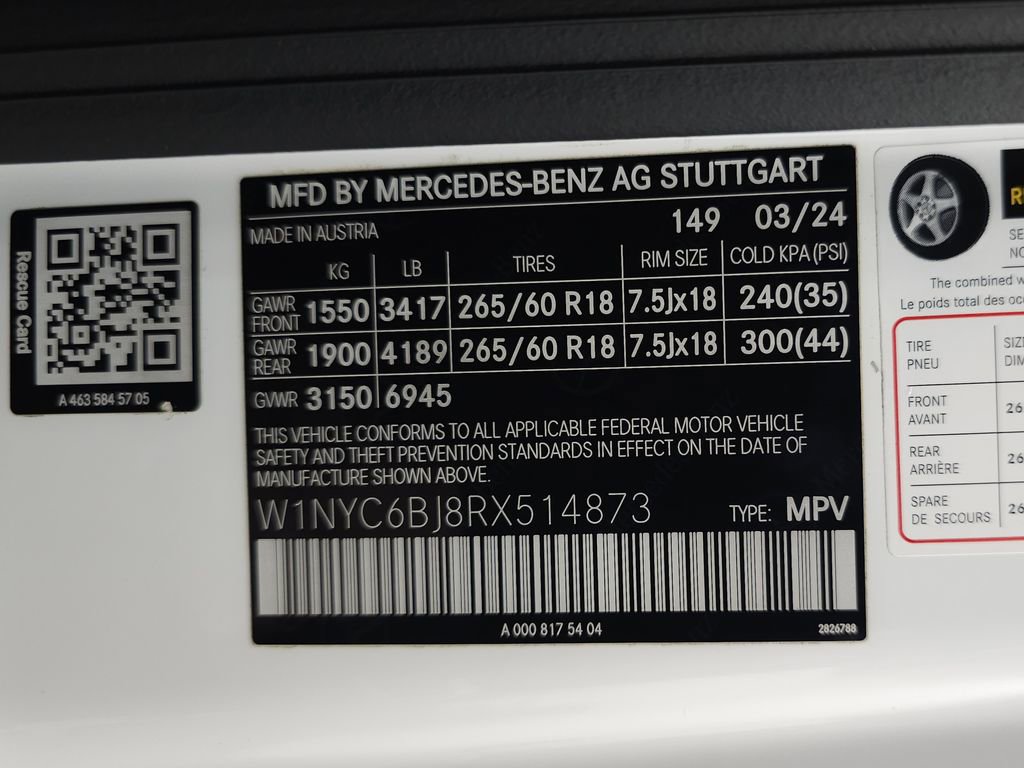 Rescue Card
A 463 584 57 05
MFD BY MERCEDES-BENZ AG STUTTGART
MADE IN AUSTRIA 149 03/24
KG LB TIRES RIM SIZE COLD KPA (PSI)
GAWR FRONT 1550 3417 265/60 R18 7.5Jx18 240(35)
GAWR REAR 1900 4189 265/60 R18 7.5Jx18 300(44)
GVWR 3150 6945
THIS VEHICLE CONFORMS TO ALL APPLICABLE FEDERAL MOTOR VEHICLE
SAFETY AND THEFT PREVENTION STANDARDS IN EFFECT ON THE DATE OF
MANUFACTURE SHOWN ABOVE.
W1NYC6BJ8RX514873 TYPE: MPV
A 000 817 54 04 2826788
The combined
Le poids total des
TIRE
PNEU
FRONT
AVANT
26
REAR
ARRIÈRE
26
SPARE
DE SECOURS
26